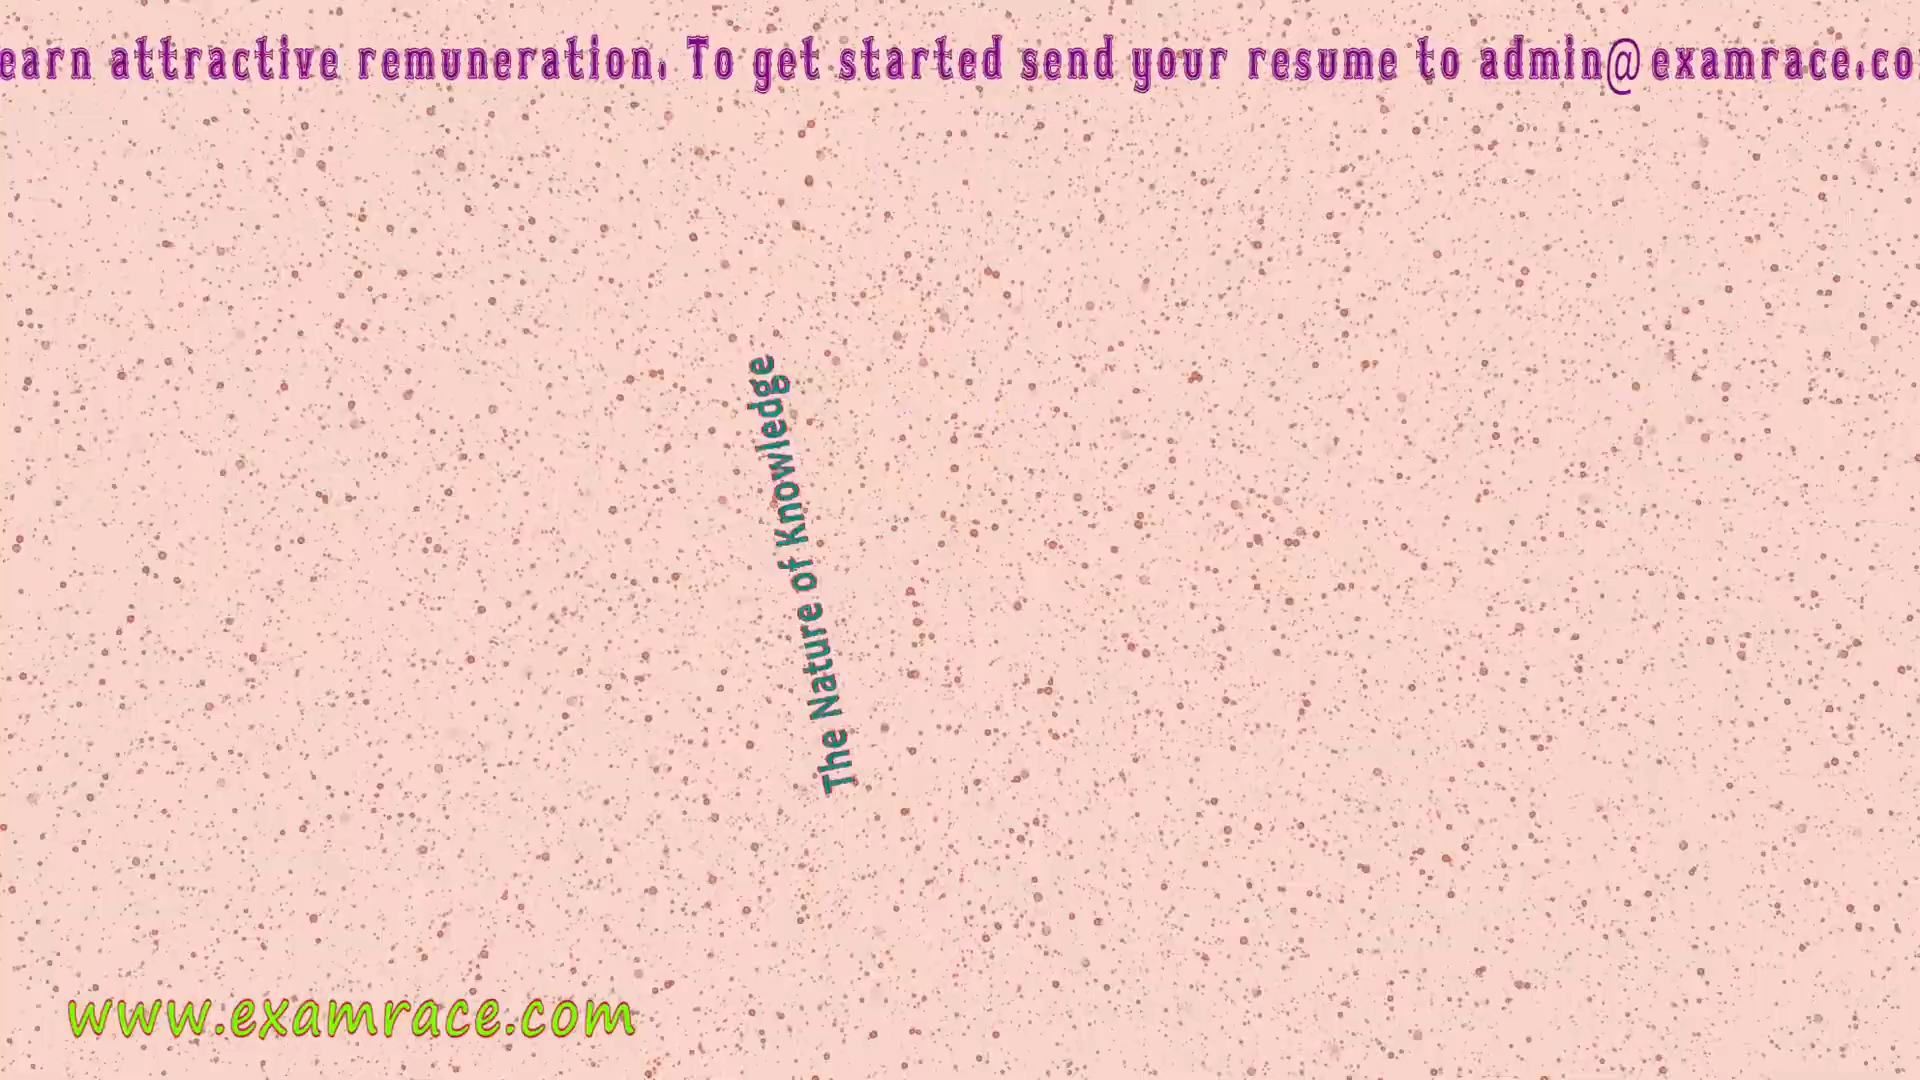 earn attractive remuneration. To get started send your resume to admin@examrace.co
The Nature of Knowledge
www.examrace.com